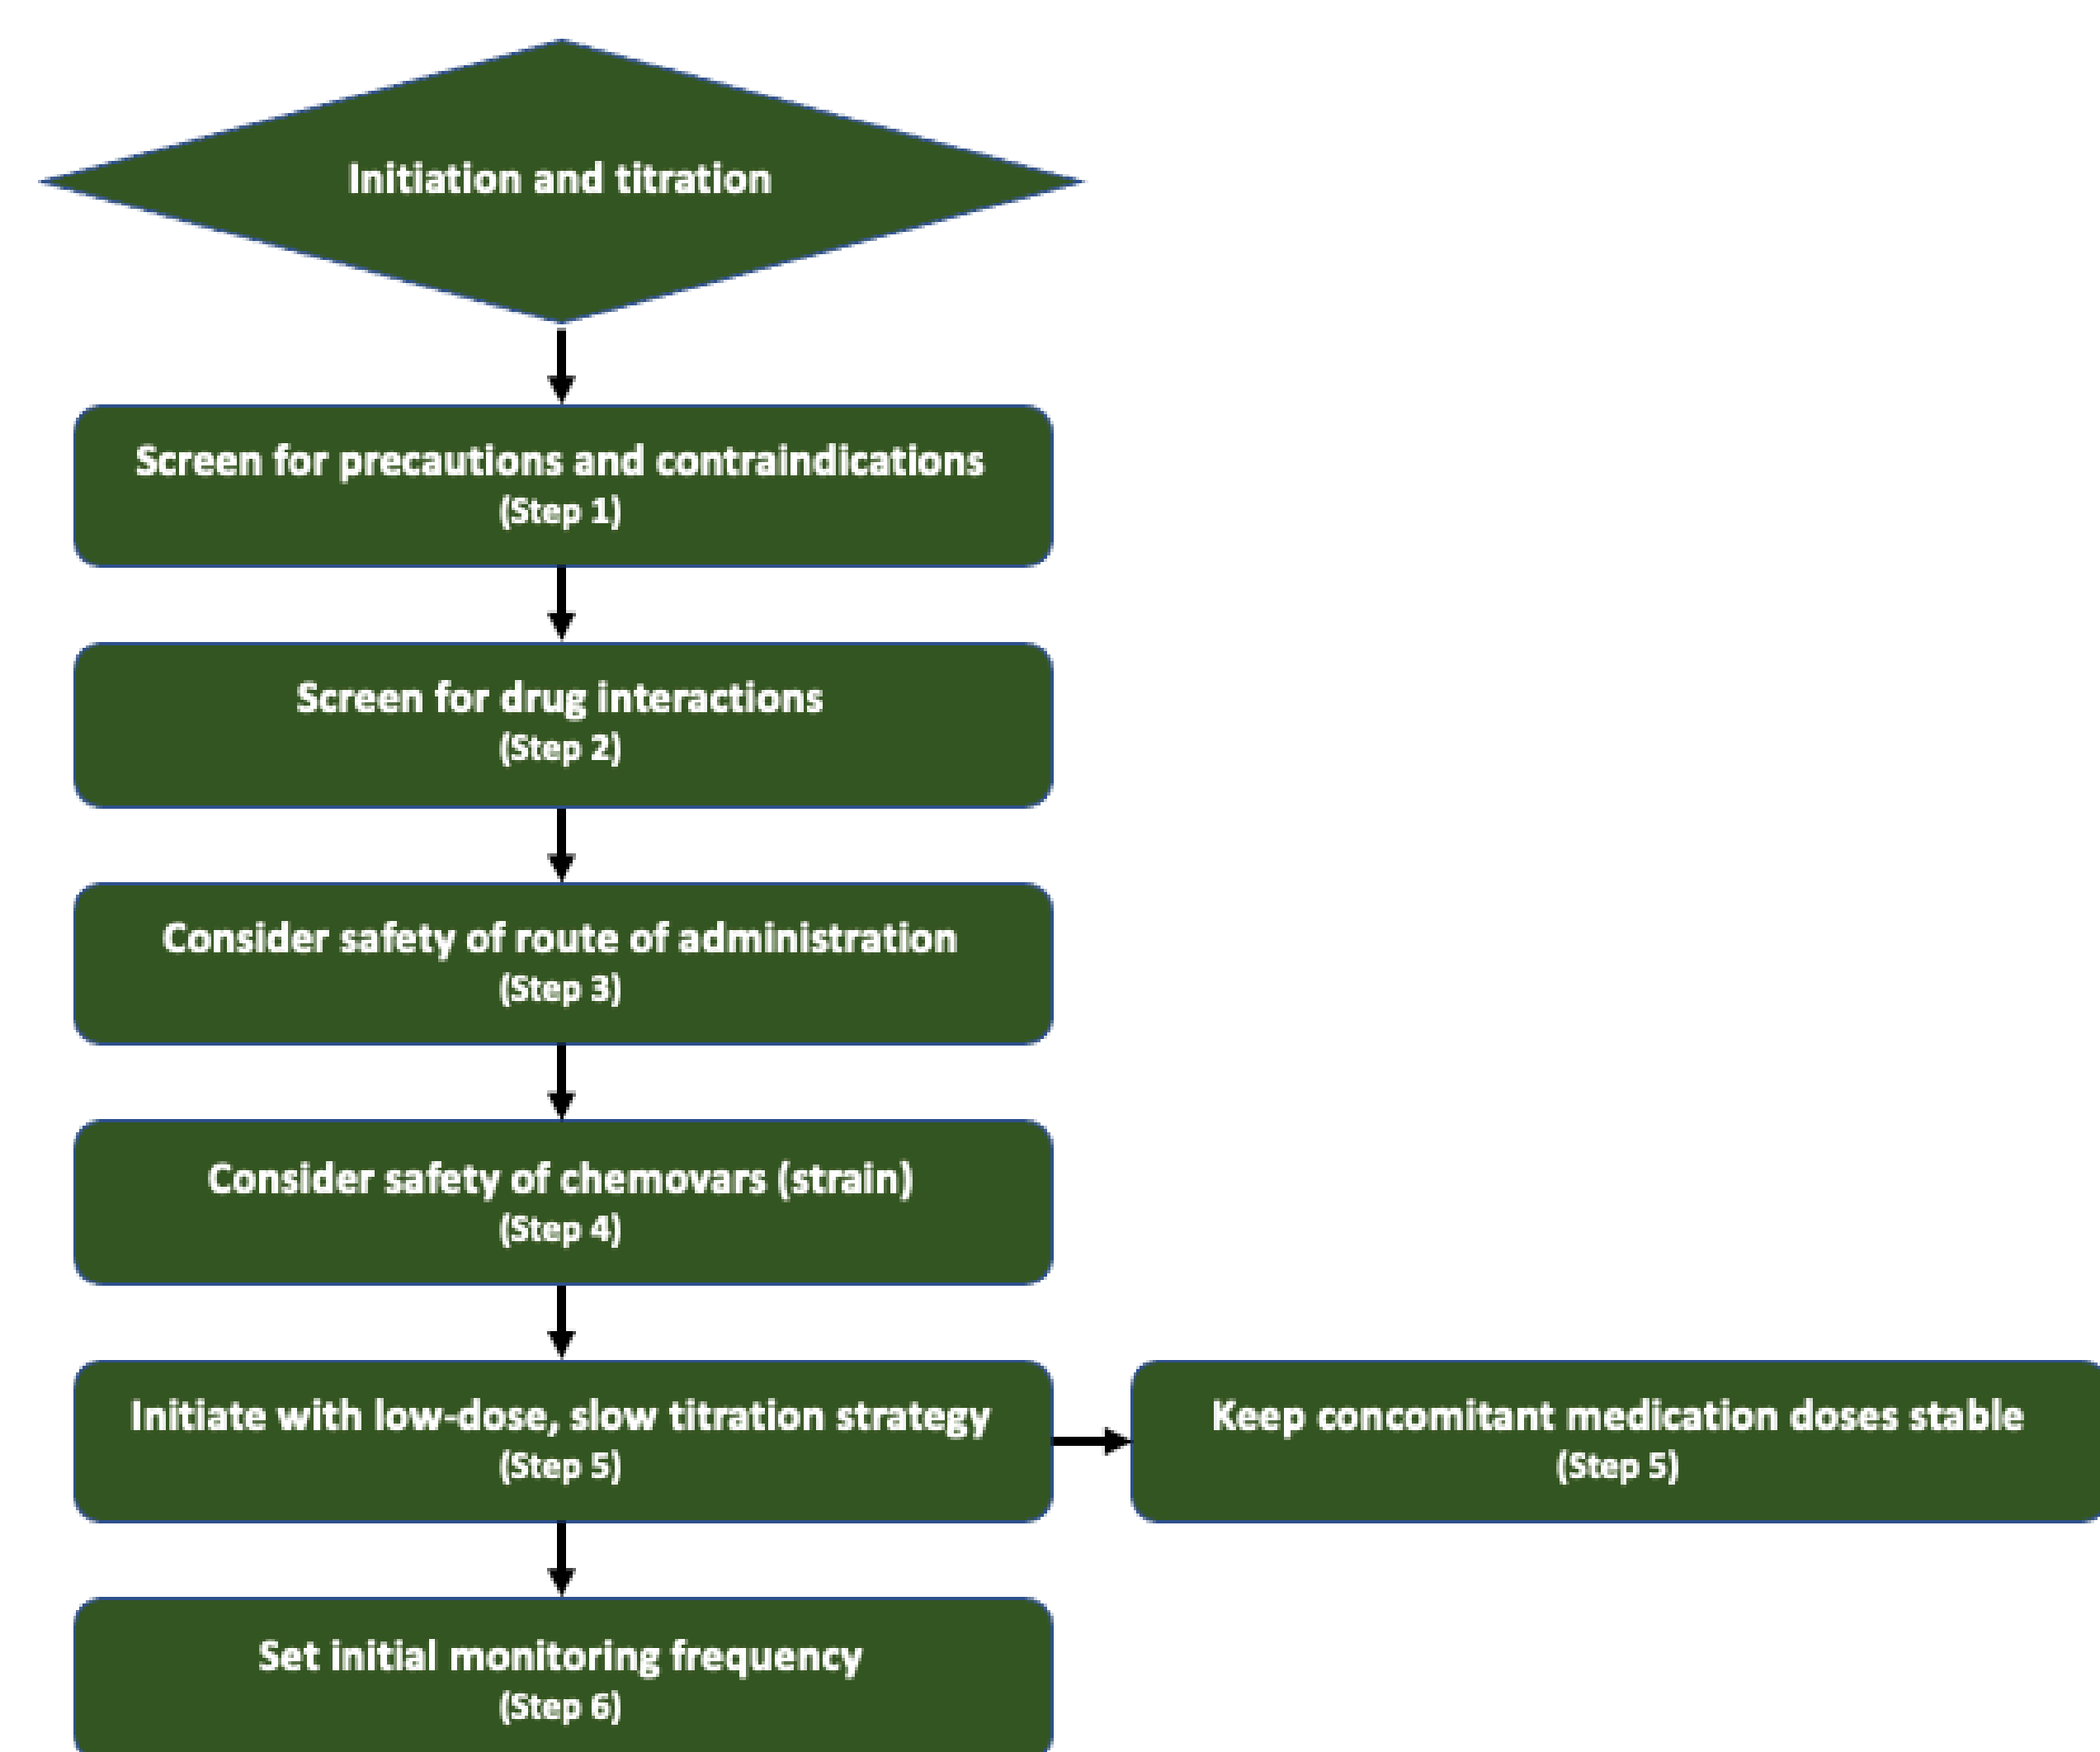 Initiation and titration
Screen for precautions and contraindications
(Step 1)
Screen for drug interactions
(Step 2)
Consider safety of route of administration
(Step 3)
Consider safety of chemovars (strain)
(Step 4)
Initiate with low-dose, slow titration strategy
(Step 5)
Keep concomitant medication doses stable
(Step 5)
Set initial monitoring frequency
(Step 6)